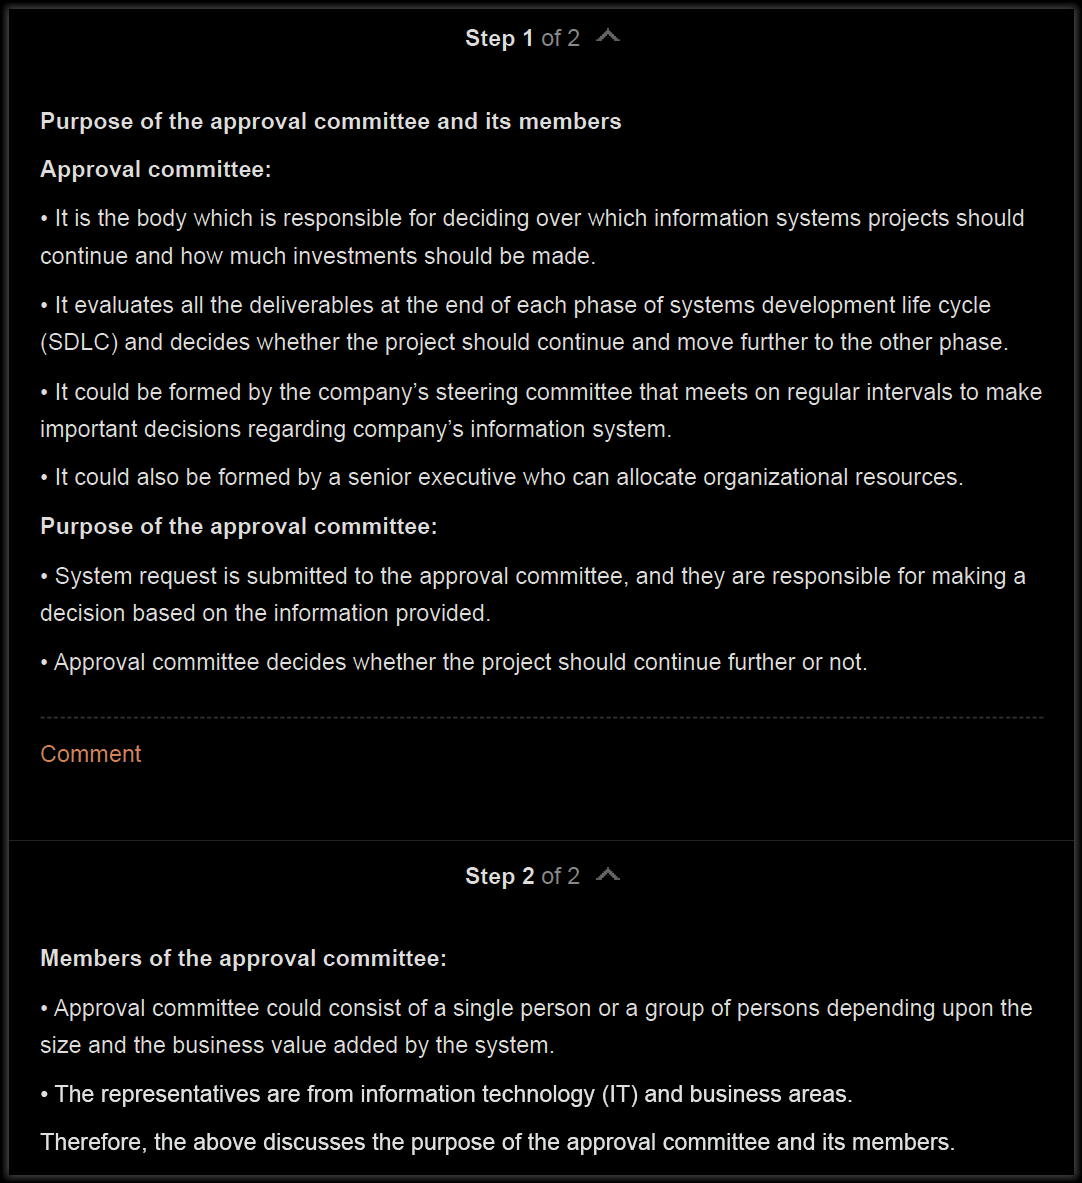 Step 1 of 2
Purpose of the approval committee and its members
Approval committee:
• It is the body which is responsible for deciding over which information systems projects should
continue and how much investments should be made.
• It evaluates all the deliverables at the end of each phase of systems development life cycle
(SDLC) and decides whether the project should continue and move further to the other phase.
• It could be formed by the company’s steering committee that meets on regular intervals to make
important decisions regarding company’s information system.
• It could also be formed by a senior executive who can allocate organizational resources.
Purpose of the approval committee:
• System request is submitted to the approval committee, and they are responsible for making a
decision based on the information provided.
• Approval committee decides whether the project should continue further or not.
Comment
Step 2 of 2
Members of the approval committee:
• Approval committee could consist of a single person or a group of persons depending upon the
size and the business value added by the system.
• The representatives are from information technology (IT) and business areas.
Therefore, the above discusses the purpose of the approval committee and its members.